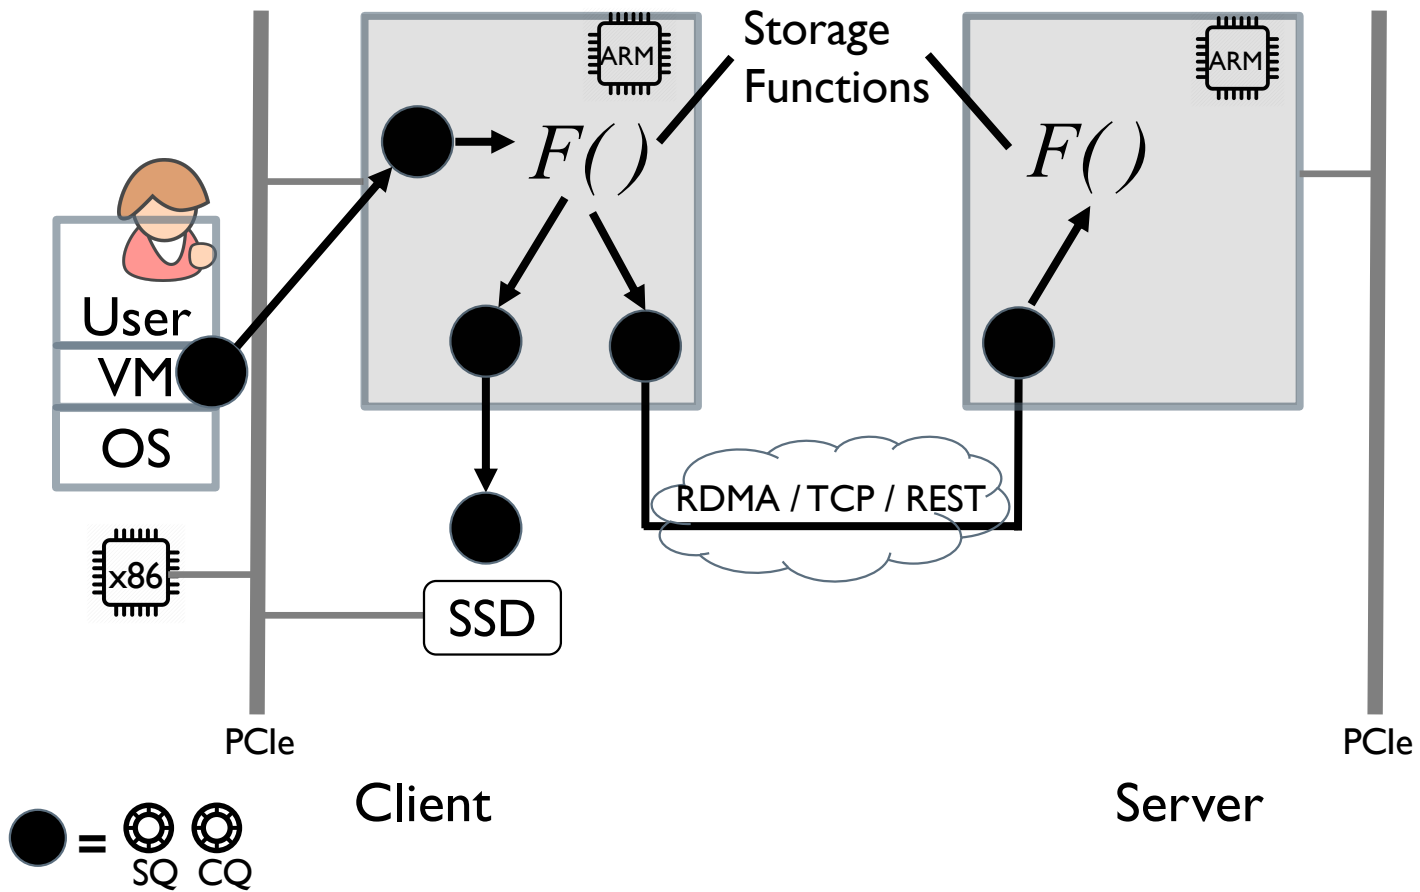 ARM
Storage
Functions
ARM
F()
F()
User
VM
OS
RDMA / TCP / REST
x86
SSD
PCIe
PCIe
Client
Server
=
SQ CQ